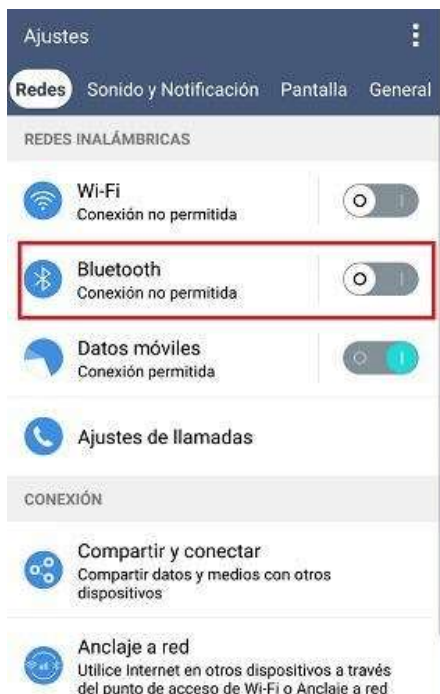 Ajustes
Redes Sonido y Notificación Pantalla General
REDES INALÁMBRICAS
Wi-Fi
Conexión no permitida
Bluetooth
Conexión no permitida
Datos móviles
Conexión permitida
Ajustes de llamadas
CONEXIÓN
Compartir y conectar
Compartir datos y medios con otros
dispositivos
Anclaje a red
Utilice Internet en otros dispositivos a través
del punto de acceso de Wi-Fi o Anclaje a red